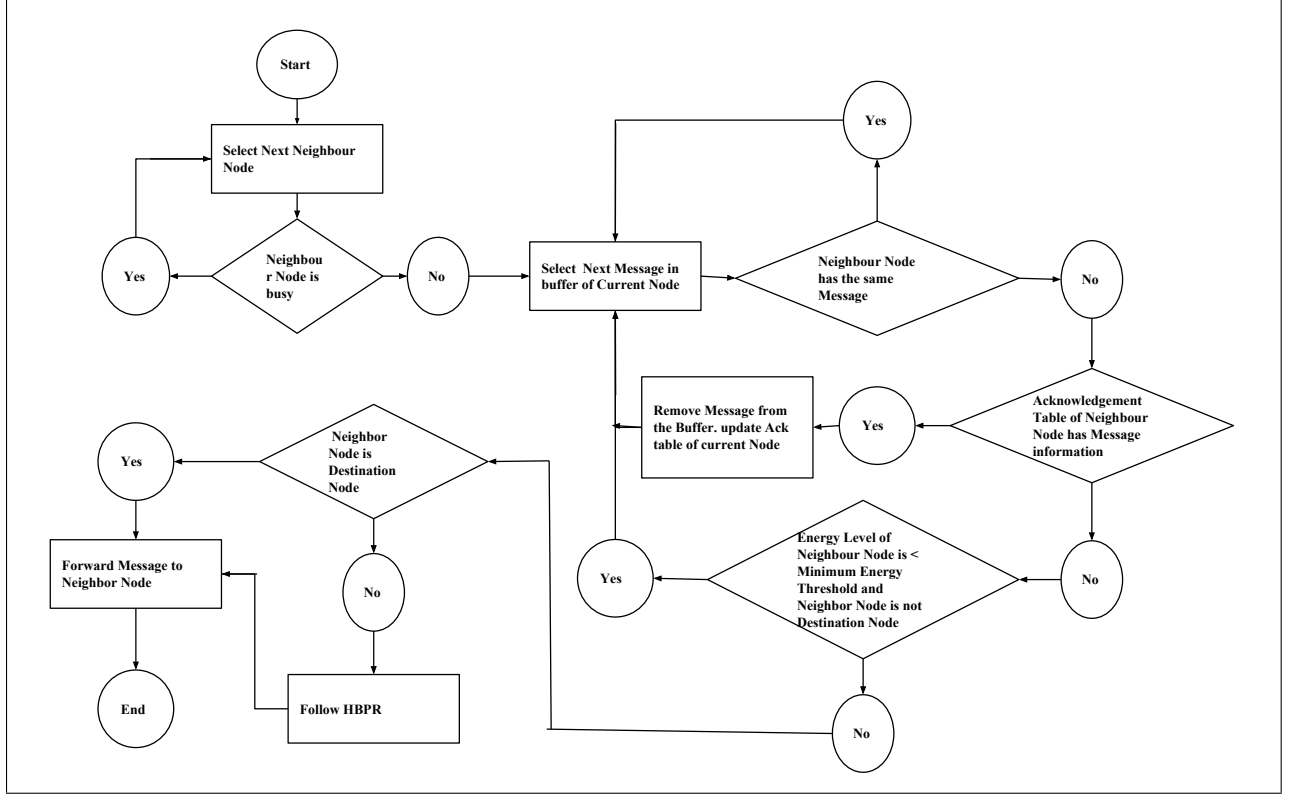 Start
Select Next Neighbour
Node
Neighbou
r Node is
busy
Yes
No
Select Next Message in
buffer of Current Node
Yes
Neighbour Node
has the same
Message
No
Acknowledgement
Table of Neighbour
Node has Message
information
Yes
Remove Message from
the Buffer. update Ack
table of current Node
No
Energy Level of
Neighbour Node is <
Minimum Energy
Threshold and
Neighbor Node is not
Destination Node
Yes
No
Neighbor
Node is
Destination
Node
Yes
No
Forward Message to
Neighbor Node
Follow HBPR
End